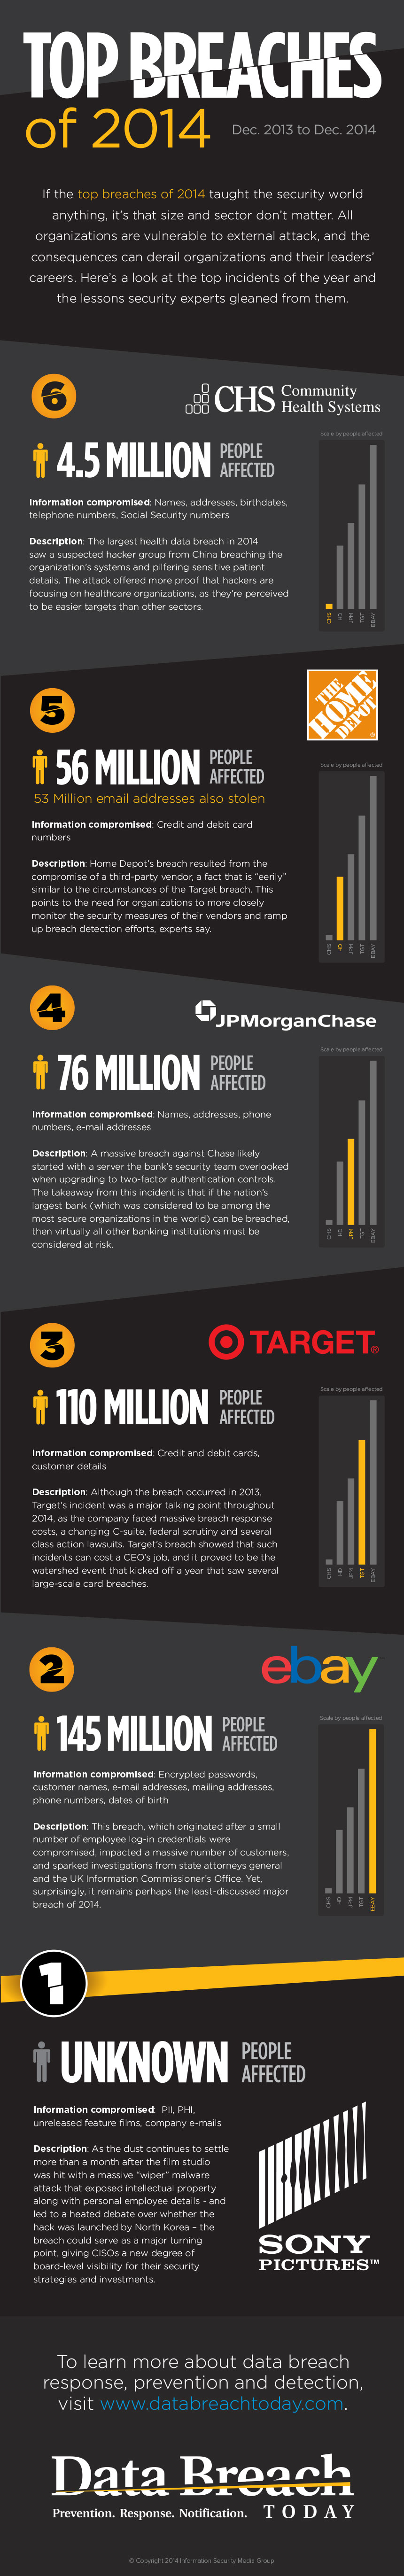 TOP BREACHES
of 2014
Dec. 2013 to Dec. 2014
If the top breaches of 2014 taught the security world
anything, it's that size and sector don't matter. All
organizations are vulnerable to external attack, and the
consequences can derail organizations and their leaders'
careers. Here's a look at the top incidents of the year and
the lessons security experts gleaned from them.
6
CHS Community
Health Systems
4.5 MILLION PEOPLE
AFFECTED
Information compromised: Names, addresses, birthdates,
telephone numbers, Social Security numbers
Description: The largest health data breach in 2014
saw a suspected hacker group from China breaching the
organization's systems and pilfering sensitive patient
details. The attack offered more proof that hackers are
focusing on healthcare organizations, as they're perceived
to be easier targets than other sectors.
Scale by people affected
CHS
HD
JPM
TGT
EBAY
5
THE
HOME
DEPOT
®
56 MILLION PEOPLE
AFFECTED
53 Million email addresses also stolen
Information compromised: Credit and debit card
numbers
Description: Home Depot's breach resulted from the
compromise of a third-party vendor, a fact that is "eerily"
similar to the circumstances of the Target breach. This
points to the need for organizations to more closely
monitor the security measures of their vendors and ramp
up breach detection efforts, experts say.
Scale by people affected
CHS
HD
JPM
TGT
EBAY
4
JPMorganChase
76 MILLION PEOPLE
AFFECTED
Information compromised: Names, addresses, phone
numbers, e-mail addresses
Description: A massive breach against Chase likely
started with a server the bank's security team overlooked
when upgrading to two-factor authentication controls.
The takeaway from this incident is that if the nation's
largest bank (which was considered to be among the
most secure organizations in the world) can be breached,
then virtually all other banking institutions must be
considered at risk.
Scale by people affected
CHS
HD
JPM
TGT
EBAY
3
TARGET®
110 MILLION PEOPLE
AFFECTED
Information compromised: Credit and debit cards,
customer details
Description: Although the breach occurred in 2013,
Target's incident was a major talking point throughout
2014, as the company faced massive breach response
costs, a changing C-suite, federal scrutiny and several
class action lawsuits. Target's breach showed that such
incidents can cost a CEO's job, and it proved to be the
watershed event that kicked off a year that saw several
large-scale card breaches.
Scale by people affected
CHS
HD
JPM
TGT
EBAY
2
ebay
145 MILLION PEOPLE
AFFECTED
Information compromised: Encrypted passwords,
customer names, e-mail addresses, mailing addresses,
phone numbers, dates of birth
Description: This breach, which originated after a small
number of employee log-in credentials were
compromised, impacted a massive number of customers,
and sparked investigations from state attorneys general
and the UK Information Commissioner's Office. Yet,
surprisingly, it remains perhaps the least-discussed major
breach of 2014.
Scale by people affected
CHS
HD
JPM
TGT
EBAY
1
UNKNOWN PEOPLE
AFFECTED
Information compromised: PII, PHI,
unreleased feature films, company e-mails
Description: As the dust continues to settle
more than a month after the film studio
was hit with a massive "wiper" malware
attack that exposed intellectual property
along with personal employee details - and
led to a heated debate over whether the
hack was launched by North Korea – the
breach could serve as a major turning
point, giving CISOs a new degree of
board-level visibility for their security
strategies and investments.
SONY
PICTURES™
To learn more about data breach
response, prevention and detection,
visit www.databreachtoday.com.
Data Breach
Prevention. Response. Notification. TODAY
© Copyright 2014 Information Security Media Group